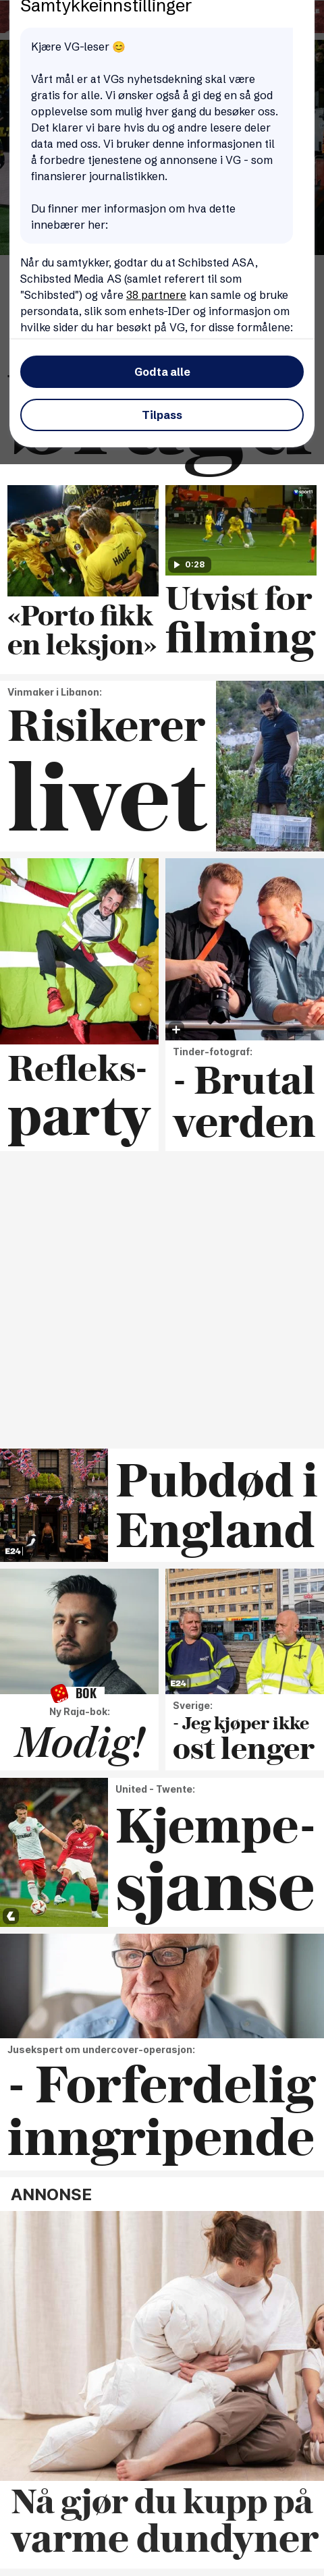 Samtykkeinnstillinger
Kjære VG-leser 😊
Vårt mål er at VGs nyhetsdekning skal være
gratis for alle. Vi ønsker også å gi deg en så god
opplevelse som mulig hver gang du besøker oss.
Det klarer vi bare hvis du og andre lesere deler
data med oss. Vi bruker denne informasjonen til
å forbedre tjenestene og annonsene i VG - som
finansierer journalistikken.
Du finner mer informasjon om hva dette
innebærer her:
Når du samtykker, godtar du at Schibsted ASA,
Schibsted Media AS (samlet referert til som
"Schibsted") og våre 38 partnere kan samle og bruke
persondata, slik som enhets-IDer og informasjon om
hvilke sider du har besøkt på VG, for disse formålene:
Godta alle
Tilpass
«Porto fikk
en leksjon»
0:28
Utvist for
filming
Vinmaker i Libanon:
Risikerer
livet
Refleks-
party
Tinder-fotograf:
- Brutal
verden
E24
Pubdød i
England
BOK
Ny Raja-bok:
Modig!
E24
Sverige:
- Jeg kjøper ikke
ost lenger
United - Twente:
Kjempe-
sjanse
Jusekspert om undercover-operasjon:
- Forferdelig
inngripende
ANNONSE
Nå gjør du kupp på
varme dundyner